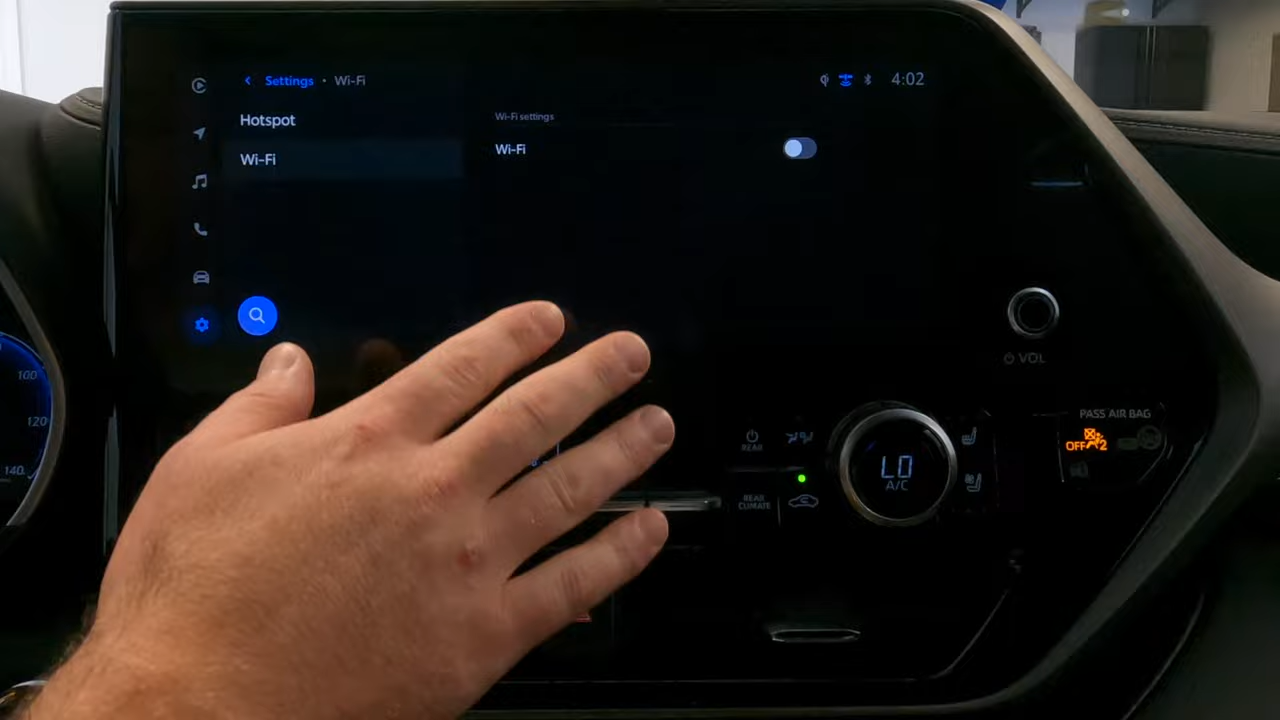 Settings • Wi-Fi
4:02
Hotspot
Wi-Fi settings
Wi-Fi
Wi-Fi
VOL
100
120
140
PASS AIR BAG
OFF 2
REAR
LO
A/C
REAR
CLIMATE